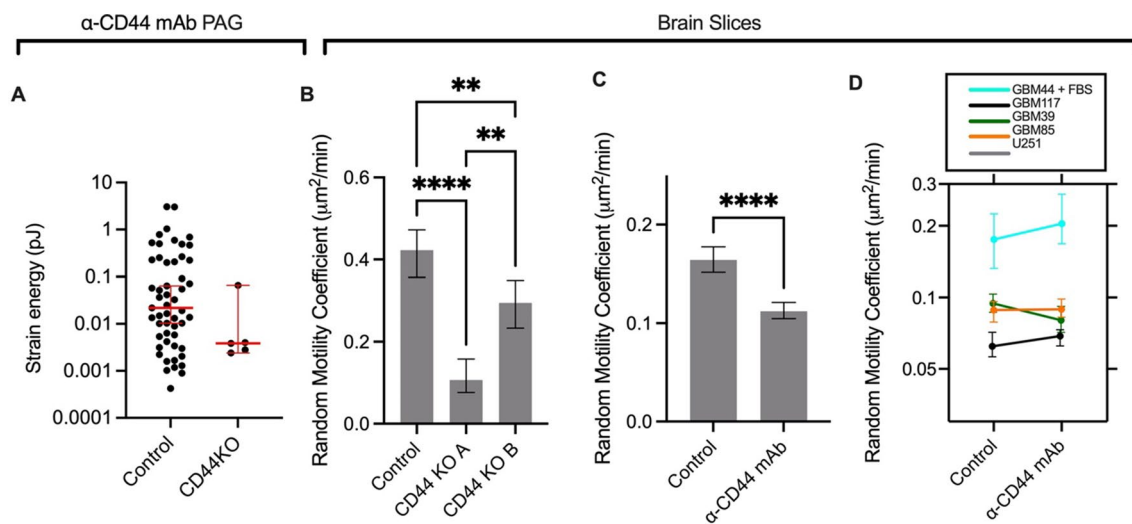 α-CD44 mAb PAG
Brain Slices
A
Strain energy (pJ)
10
1
0.1
0.01
0.001
0.0001
Control
CD44KO
B
Random Motility Coefficient (μm²/min)
**
**
****
0.6
0.4
0.2
0.0
Control
CD44 KO A
CD44 KO B
C
Random Motility Coefficient (μm²/min)
****
0.2
0.1
0.0
Control
α-CD44 mAb
D
GBM44 + FBS
GBM117
GBM39
GBM85
U251
Random Motility Coefficient (μm²/min)
0.3
0.2
0.1
0.05
Control
α-CD44 mAb